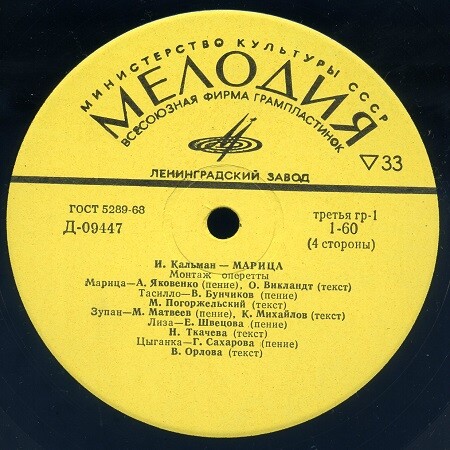 МИНИСТЕРСТВО КУЛЬТУРЫ СССР
МЕЛОДИЯ
ВСЕСОЮЗНАЯ ФИРМА ГРАМПЛАСТИНОК
▽33
ЛЕНИНГРАДСКИЙ ЗАВОД
ГОСТ 5289-68
Д-09447
третья гр-1
1-60
(4 стороны)
И. Кальман — МАРИЦА
Монтаж оперетты
Марица—А. Яковенко (пение), О. Викландт (текст)
Тасилло—В. Бунчиков (пение)
М. Погоржельский (текст)
Зупан—М. Матвеев (пение), К. Михайлов (текст)
Лиза—Е. Швецова (пение)
Н. Ткачева (текст)
Цыганка—Г. Сахарова (пение)
В. Орлова (текст)